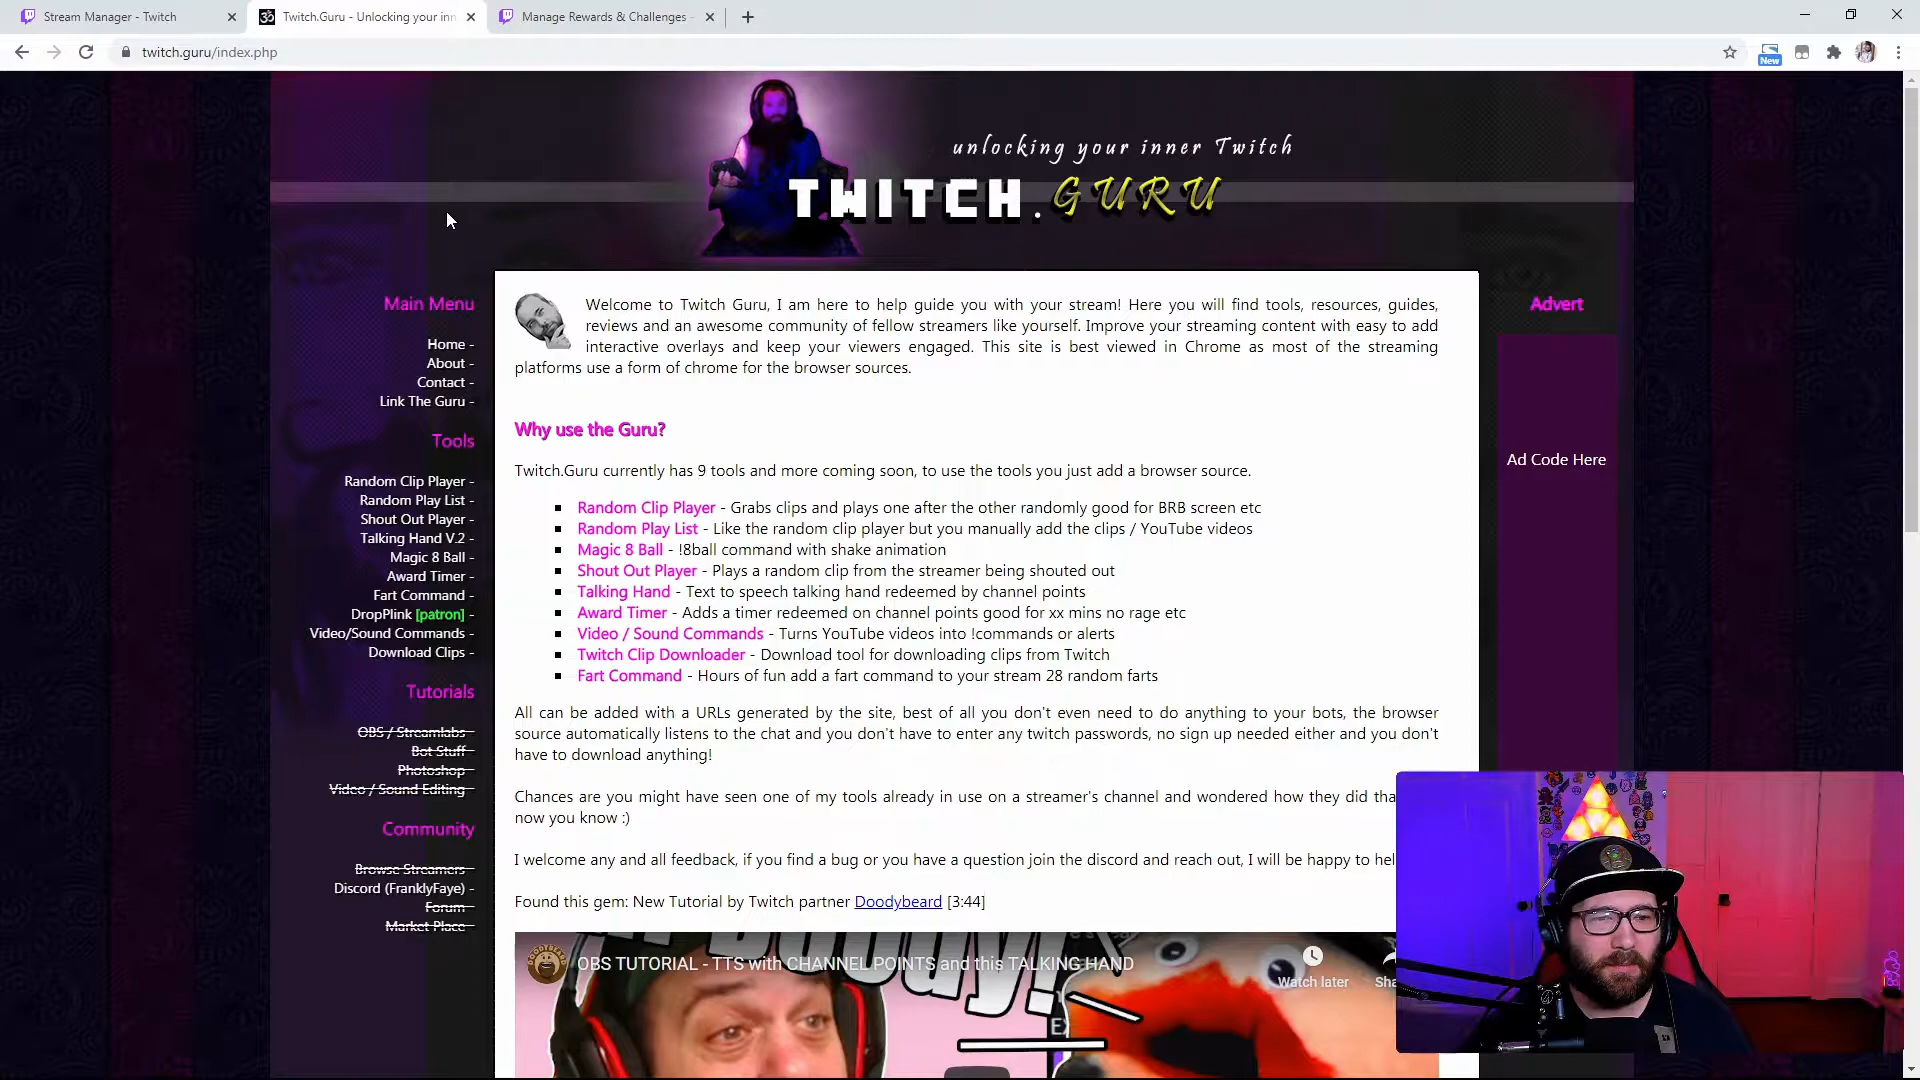 Stream Manager - Twitch
Twitch.Guru - Unlocking your inn
Manage Rewards & Challenges -
twitch.guru/index.php
New
unlocking your inner Twitch
TWITCH.GURU
Main Menu
Home -
About -
Contact -
Link The Guru -
Tools
Random Clip Player -
Random Play List -
Shout Out Player -
Talking Hand V.2 -
Magic 8 Ball -
Award Timer -
Fart Command -
DropPlink [patron] -
Video/Sound Commands -
Download Clips -
Tutorials
OBS / Streamlabs -
Bot Stuff -
Photoshop -
Video / Sound Editing -
Community
Browse Streamers -
Discord (FranklyFaye) -
Forum -
Market Place -
Welcome to Twitch Guru, I am here to help guide you with your stream! Here you will find tools, resources, guides,
reviews and an awesome community of fellow streamers like yourself. Improve your streaming content with easy to add
interactive overlays and keep your viewers engaged. This site is best viewed in Chrome as most of the streaming
platforms use a form of chrome for the browser sources.
Why use the Guru?
Twitch.Guru currently has 9 tools and more coming soon, to use the tools you just add a browser source.
Random Clip Player - Grabs clips and plays one after the other randomly good for BRB screen etc
Random Play List - Like the random clip player but you manually add the clips / YouTube videos
Magic 8 Ball - !8ball command with shake animation
Shout Out Player - Plays a random clip from the streamer being shouted out
Talking Hand - Text to speech talking hand redeemed by channel points
Award Timer - Adds a timer redeemed on channel points good for xx mins no rage etc
Video / Sound Commands - Turns YouTube videos into !commands or alerts
Twitch Clip Downloader - Download tool for downloading clips from Twitch
Fart Command - Hours of fun add a fart command to your stream 28 random farts
All can be added with a URLs generated by the site, best of all you don't even need to do anything to your bots, the browser
source automatically listens to the chat and you don't have to enter any twitch passwords, no sign up needed either and you don't
have to download anything!
Chances are you might have seen one of my tools already in use on a streamer's channel and wondered how they did tha
now you know :)
I welcome any and all feedback, if you find a bug or you have a question join the discord and reach out, I will be happy to hel
Found this gem: New Tutorial by Twitch partner Doodybeard [3:44]
OBS TUTORIAL - TTS with CHANNEL POINTS and this TALKING HAND
Watch later
Sha
Advert
Ad Code Here